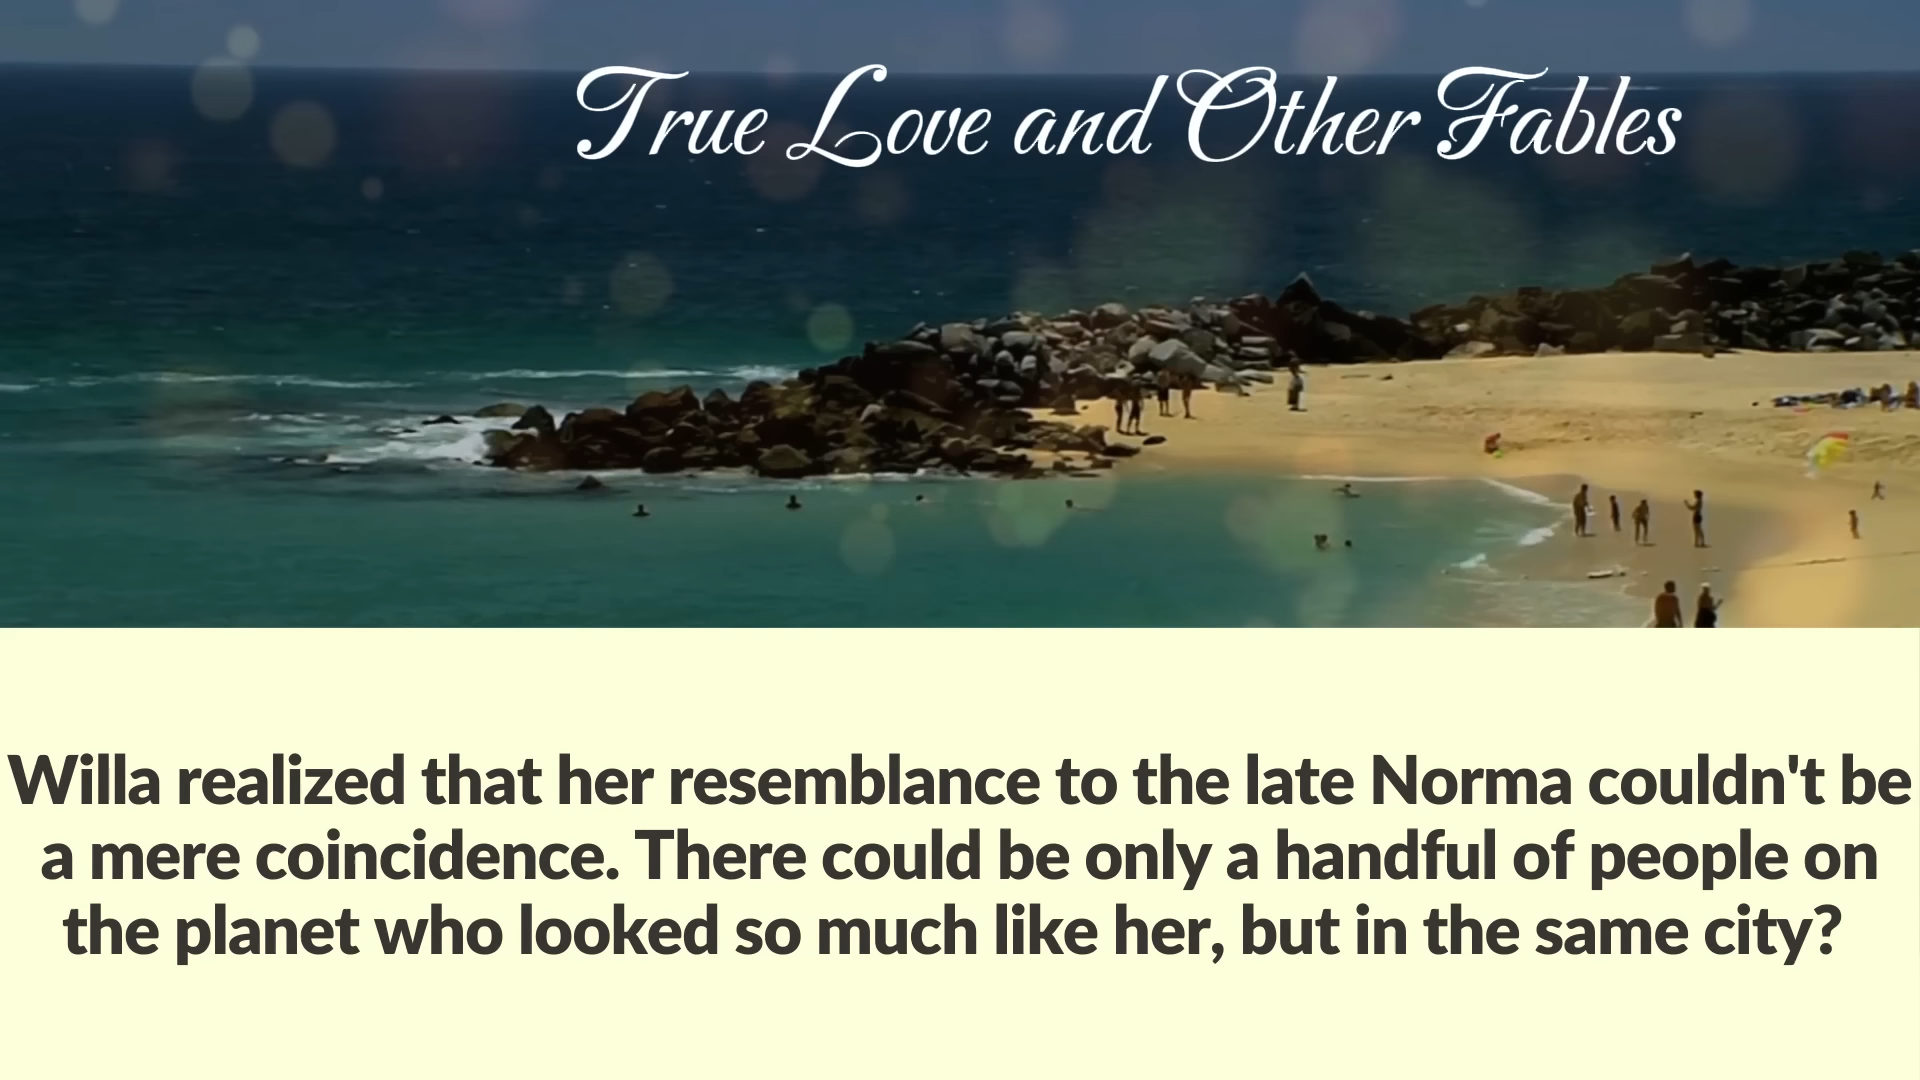 True Love and Other Fables
Willa realized that her resemblance to the late Norma couldn't be
a mere coincidence. There could be only a handful of people on
the planet who looked so much like her, but in the same city?